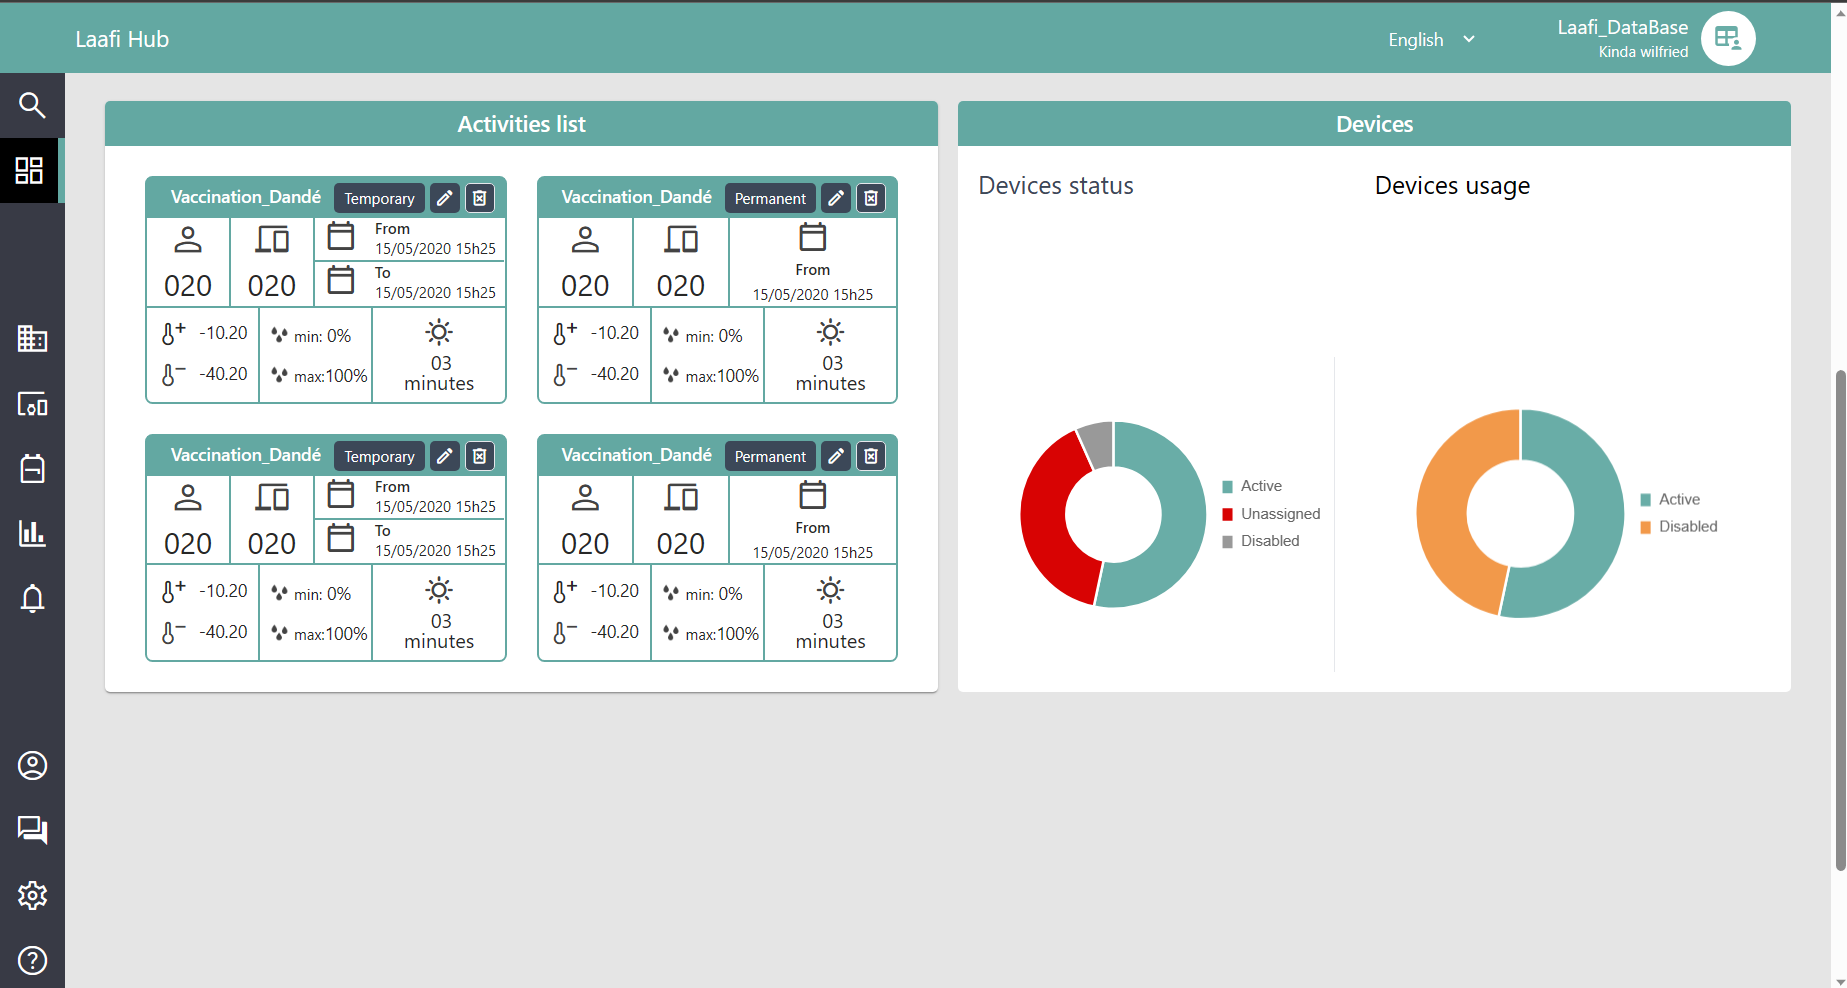 Laafi Hub
English
Laafi_DataBase
Kinda wilfried
Activities list
Vaccination_Dandé
Temporary
020
020
From
15/05/2020 15h25
To
15/05/2020 15h25
-10.20
-40.20
min: 0%
max:100%
03
minutes
Vaccination_Dandé
Permanent
020
020
From
15/05/2020 15h25
-10.20
-40.20
min: 0%
max:100%
03
minutes
Vaccination_Dandé
Temporary
020
020
From
15/05/2020 15h25
To
15/05/2020 15h25
-10.20
-40.20
min: 0%
max:100%
03
minutes
Vaccination_Dandé
Permanent
020
020
From
15/05/2020 15h25
-10.20
-40.20
min: 0%
max:100%
03
minutes
Devices
Devices status
Active
Unassigned
Disabled
Devices usage
Active
Disabled